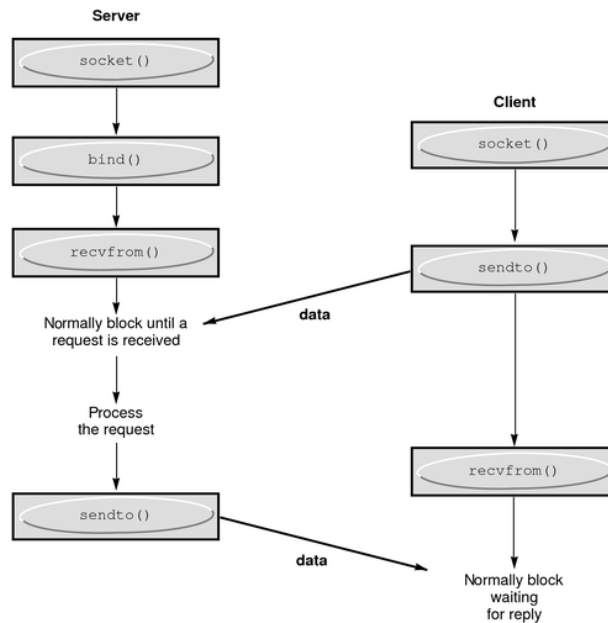 Server
socket()
bind()
recvfrom()
Normally block until a
request is received
Process
the request
sendto()
Client
socket()
sendto()
data
recvfrom()
data
Normally block
waiting
for reply